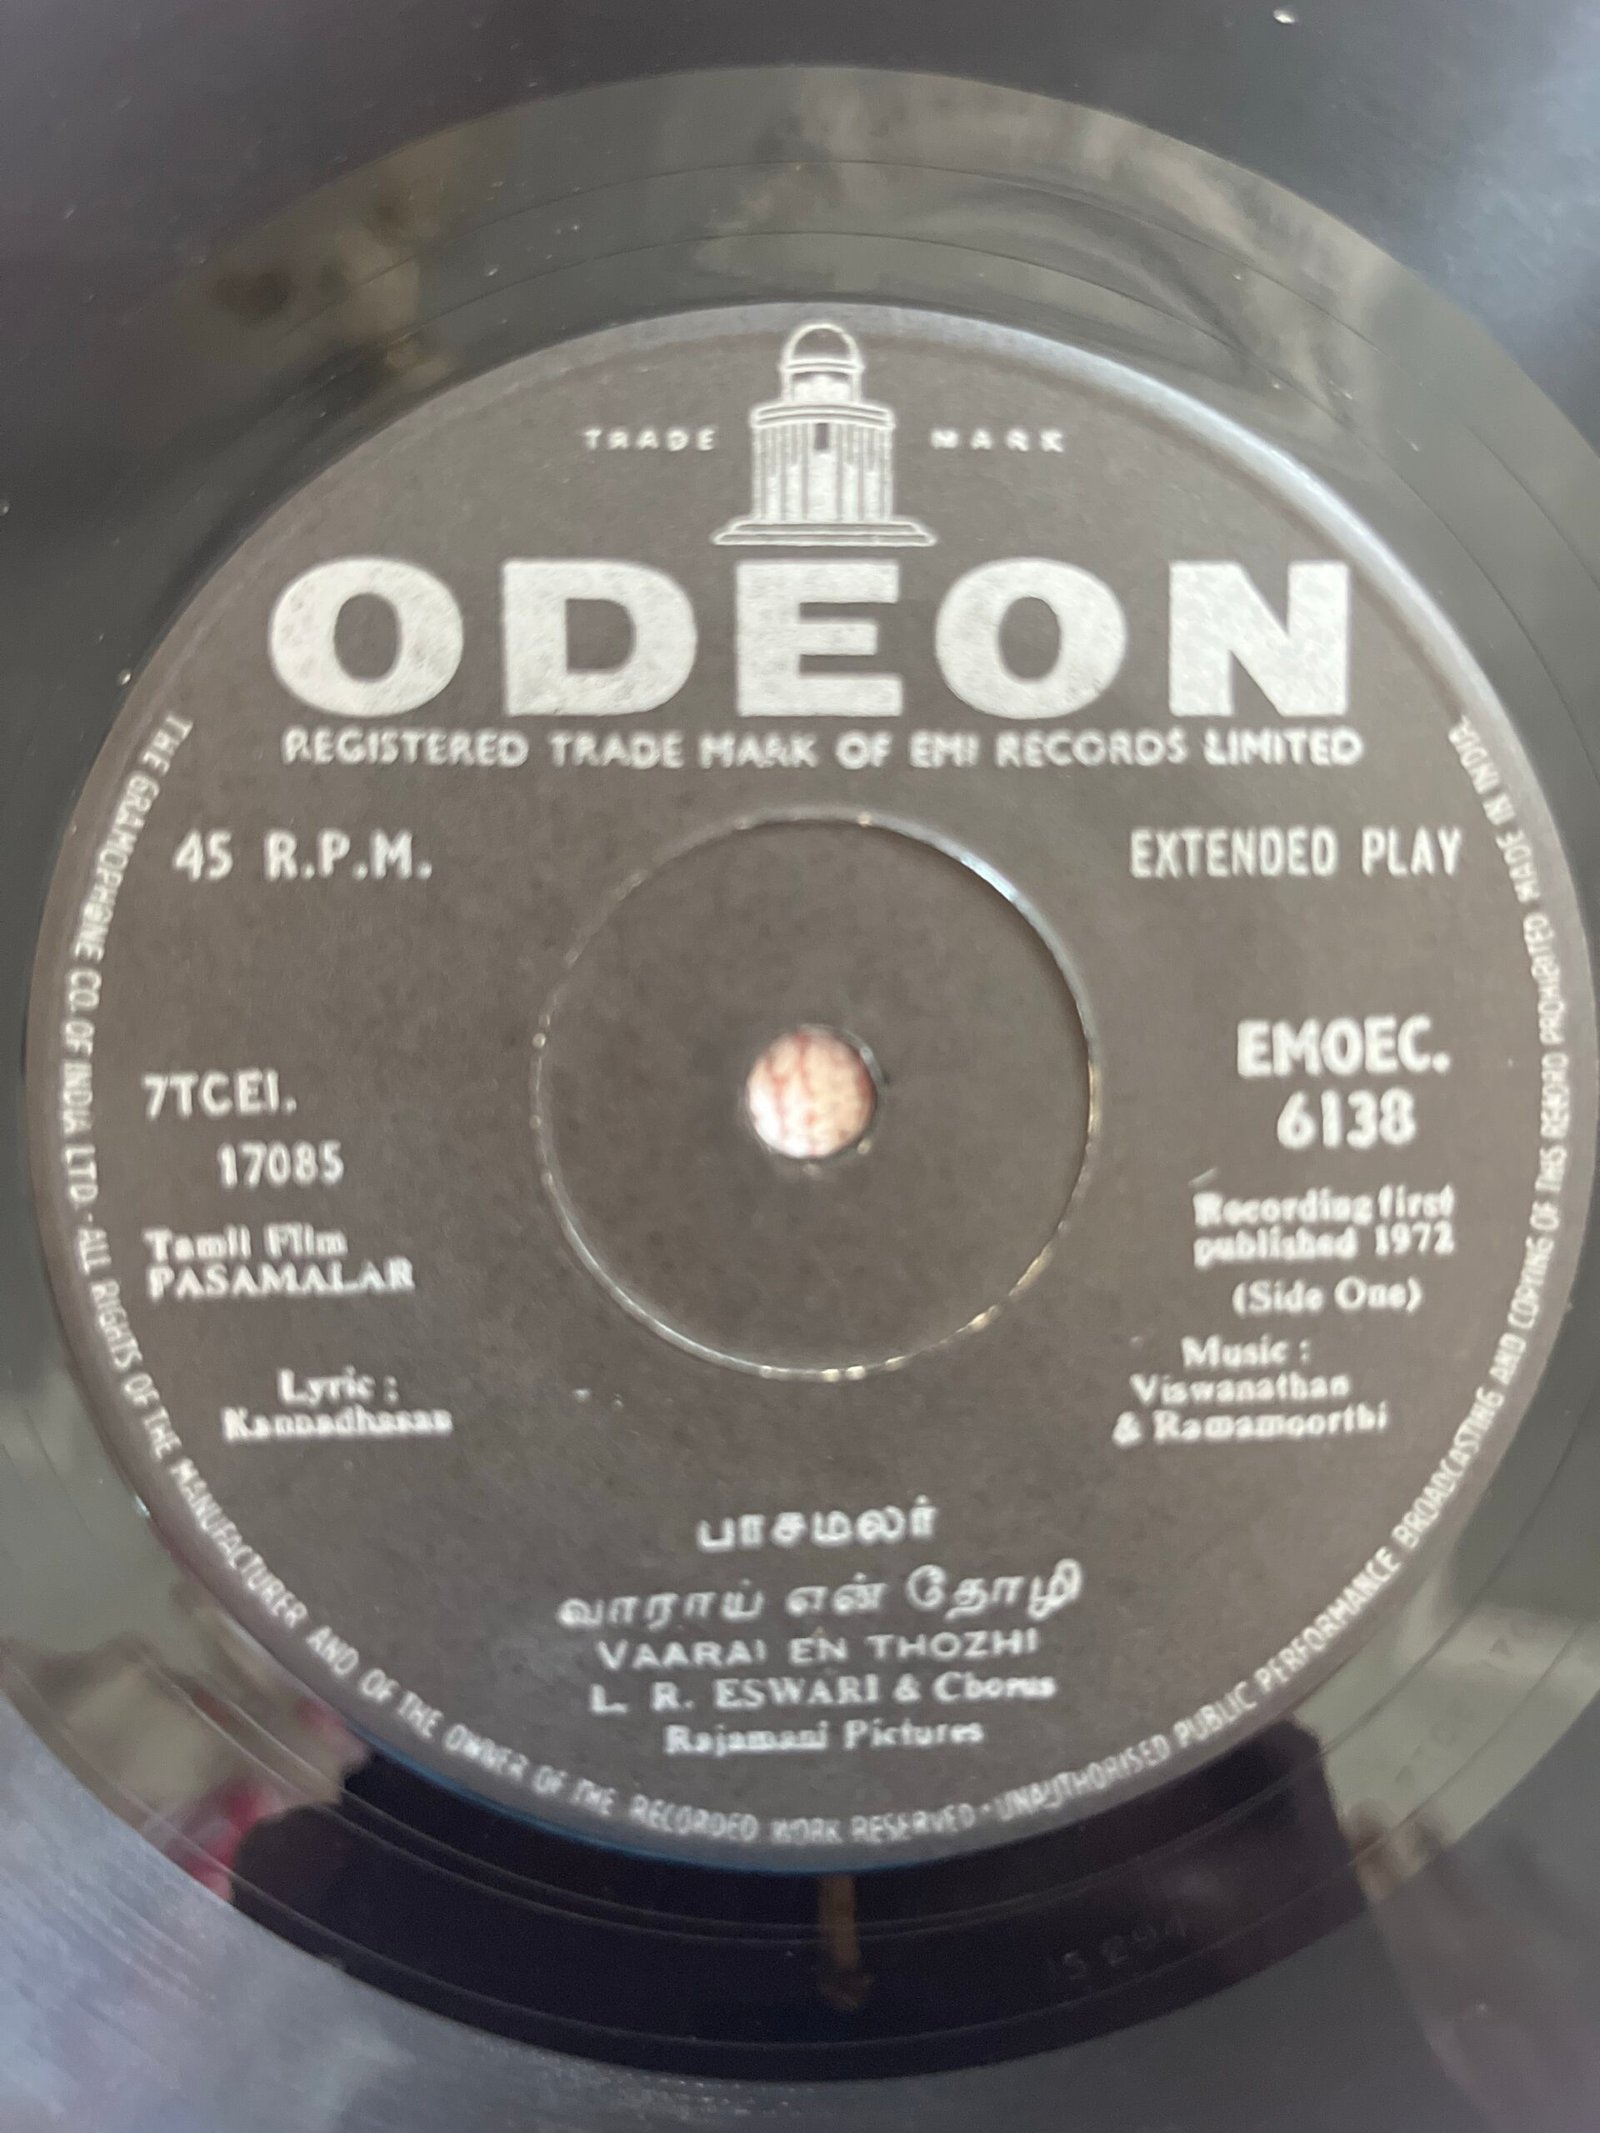 TRADE MARK
ODEON
REGISTERED TRADE MARK OF EMI RECORDS LIMITED
45 R.P.M.
EXTENDED PLAY
7TCEI.
17085
Tamil Film
PASAMALAR
Lyric :
Kannadhasan
EMOEC.
6138
Recording first
published 1972
(Side One)
Music :
Viswanathan
& Ramamoorthi
பாசமலர்
வாராய் என் தோழி
VAARAI EN THOZHI
L. R. ESWARI & Chorus
Rajamani Pictures
THE GRAMOPHONE CO. OF INDIA LTD. · ALL RIGHTS OF THE MANUFACTURER AND OF THE OWNER OF THE RECORDED WORK RESERVED · UNAUTHORISED PUBLIC PERFORMANCE BROADCASTING AND COPYING OF THIS RECORD PROHIBITED MADE IN INDIA